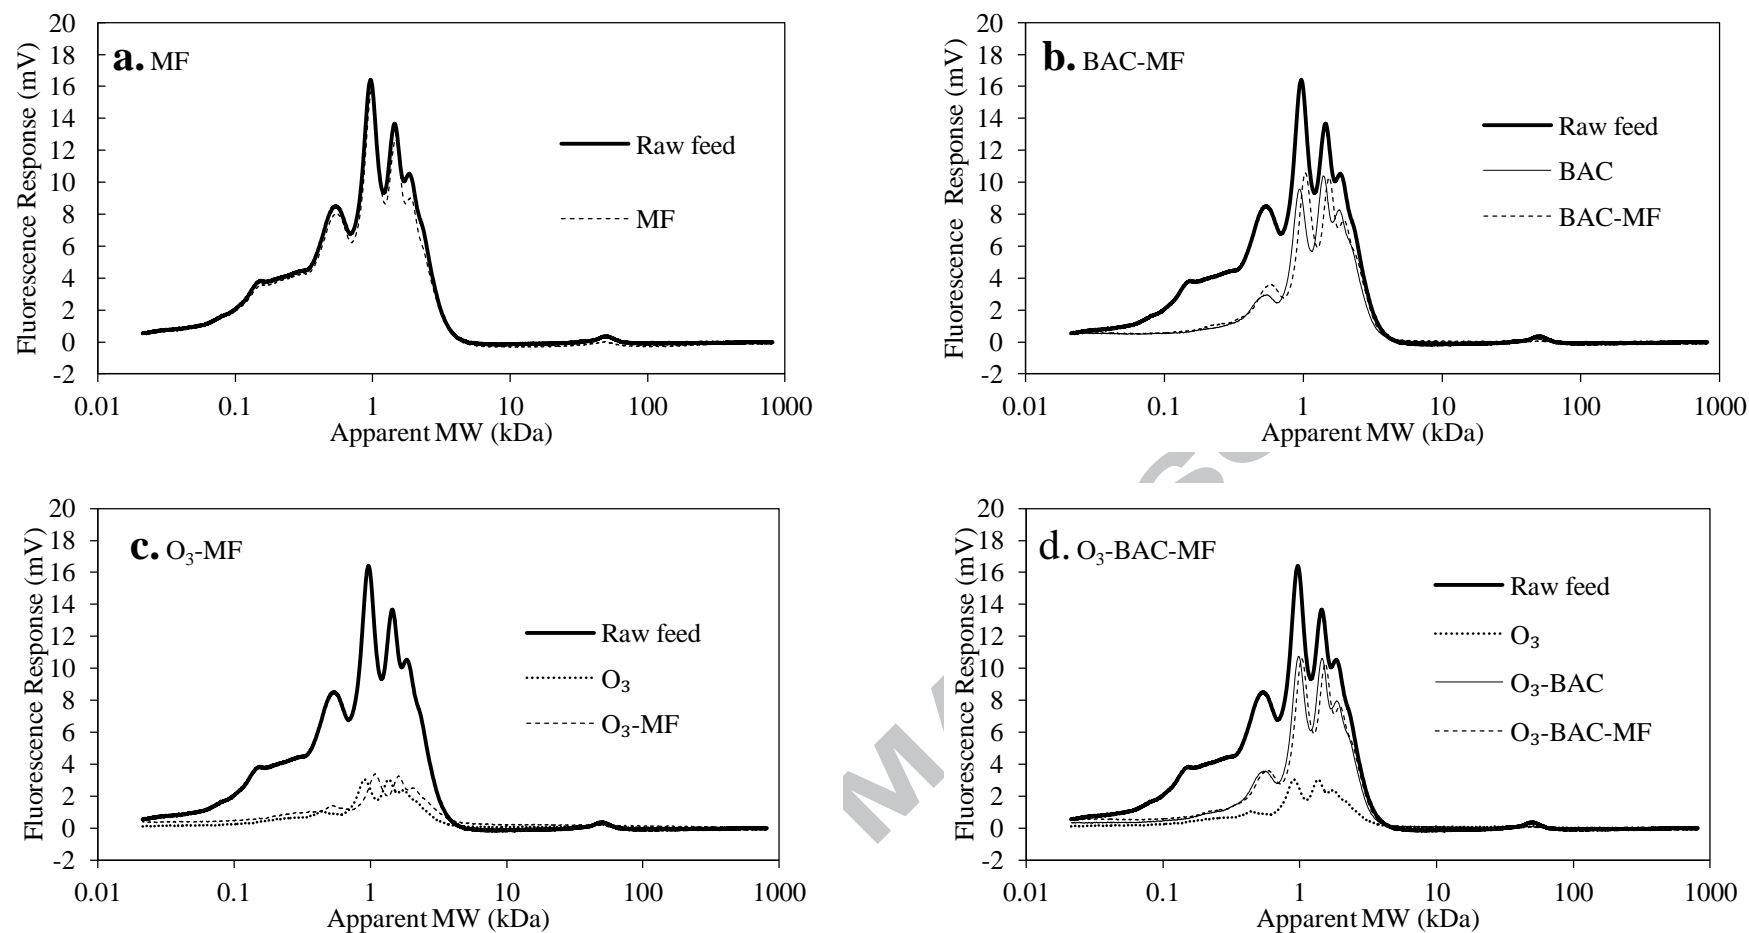 a. MF
Fluorescence Response (mV)
20
18
16
14
12
10
8
6
4
2
0
-2
0.01 0.1 1 10 100 1000
Apparent MW (kDa)
Raw feed
MF
b. BAC-MF
Fluorescence Response (mV)
20
18
16
14
12
10
8
6
4
2
0
-2
0.01 0.1 1 10 100 1000
Apparent MW (kDa)
Raw feed
BAC
BAC-MF
c. O₃-MF
Fluorescence Response (mV)
20
18
16
14
12
10
8
6
4
2
0
-2
0.01 0.1 1 10 100 1000
Apparent MW (kDa)
Raw feed
O₃
O₃-MF
d. O₃-BAC-MF
Fluorescence Response (mV)
20
18
16
14
12
10
8
6
4
2
0
-2
0.01 0.1 1 10 100 1000
Apparent MW (kDa)
Raw feed
O₃
O₃-BAC
O₃-BAC-MF